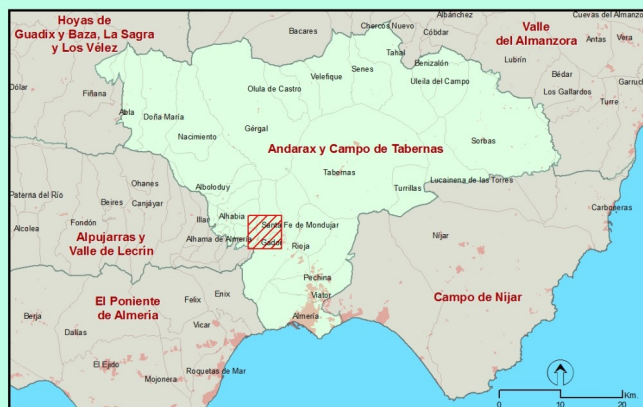 Hoyas de
Guadix y Baza, La Sagra
y Los Vélez
Bacares
Chercos Nuevo
Albánchez
Cóbdar
Cuevas del Almanzo
Valle
del Almanzora
Antas
Vera
Tahal
Benizalón
Lubrín
Bédar
Garruch
Senes
Velefique
Uleila del Campo
Los Gallardos
Turre
Dólar
Fiñana
Olula de Castro
Abla
Doña María
Gérgal
Nacimiento
Sorbas
Andarax y Campo de Tabernas
Tabernas
Lucainena de las Torres
Turrillas
Ohanes
Alboloduy
Paterna del Río
Beires
Canjáyar
Carboneras
Alhabia
Illar
Santa Fe de Mondujar
Fondón
Alcolea
Alpujarras y
Valle de Lecrín
Alhama de Almería
Gádor
Rioja
Níjar
Pechina
Campo de Níjar
El Poniente
de Almería
Enix
Felix
Viator
Almería
Berja
Dalías
Vicar
El Ejido
Roquetas de Mar
Mojonera
0
10
20
Km.